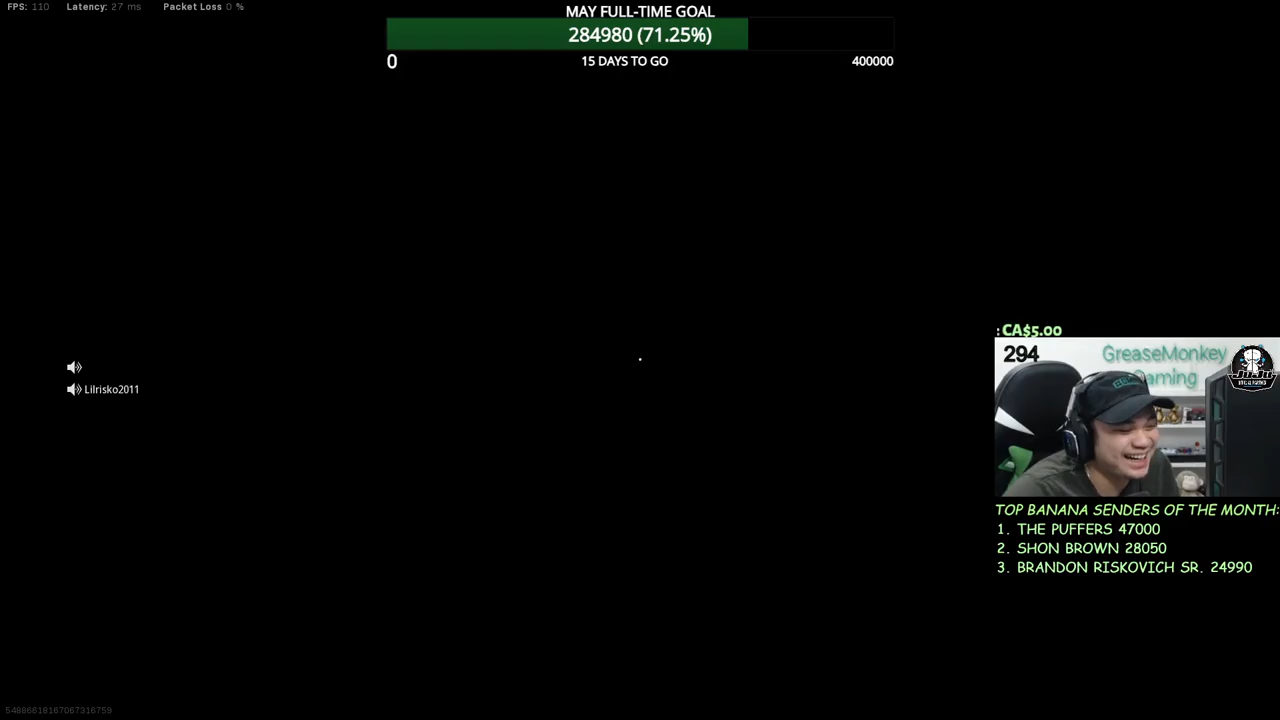 FPS: 110 Latency: 27 ms Packet Loss 0 %
MAY FULL-TIME GOAL
284980 (71.25%)
0 15 DAYS TO GO 400000
: CA$5.00
294
GreaseMonkey
Gaming
Lilrisko2011
TOP BANANA SENDERS OF THE MONTH:
1. THE PUFFERS 47000
2. SHON BROWN 28050
3. BRANDON RISKOVICH SR. 24990
54886618167067316759